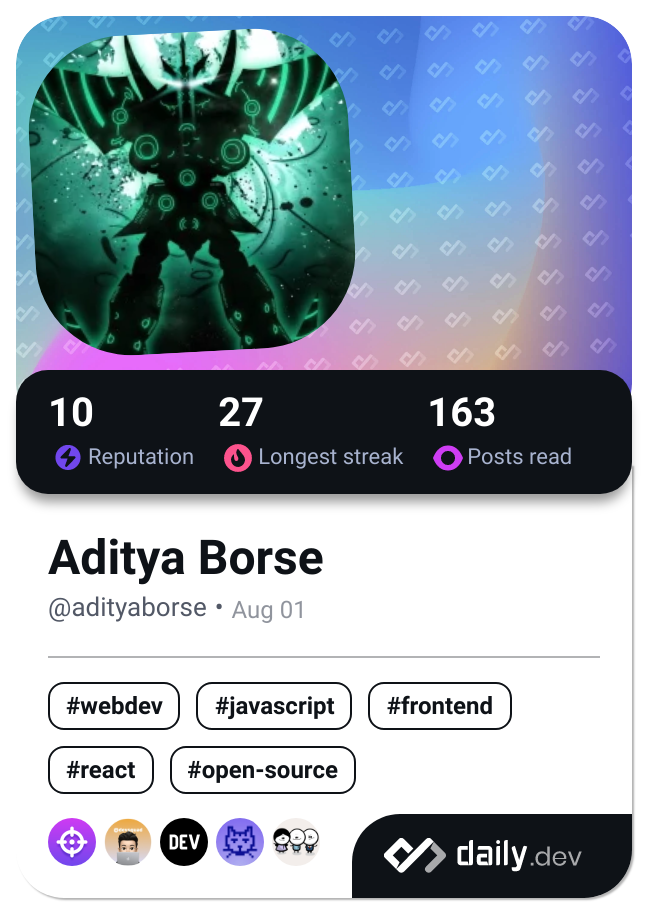 10 27 163
Reputation Longest streak Posts read
Aditya Borse
@adityaborse • Aug 01
#webdev #javascript #frontend
#react #open-source
DEV
daily.dev